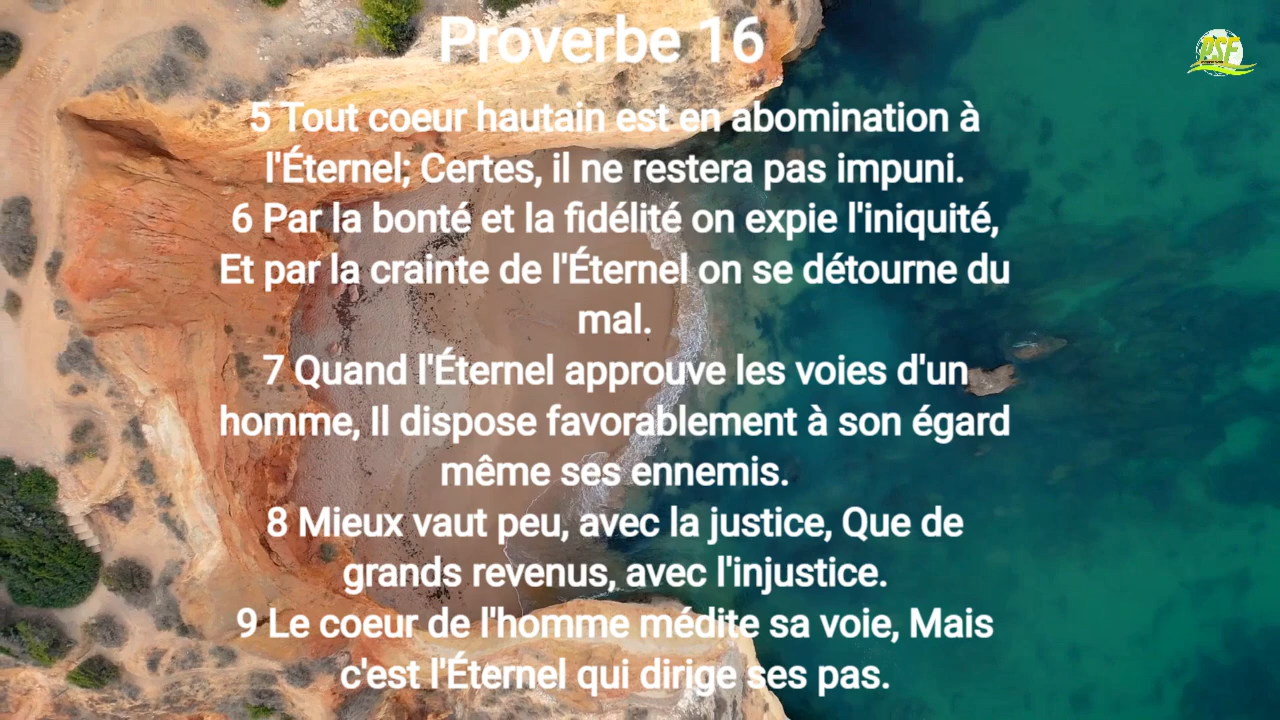 Proverbe 16
5 Tout coeur hautain est en abomination à
l'Éternel; Certes, il ne restera pas impuni.
6 Par la bonté et la fidélité on expie l'iniquité,
Et par la crainte de l'Éternel on se détourne du
mal.
7 Quand l'Éternel approuve les voies d'un
homme, Il dispose favorablement à son égard
même ses ennemis.
8 Mieux vaut peu, avec la justice, Que de
grands revenus, avec l'injustice.
9 Le coeur de l'homme médite sa voie, Mais
c'est l'Éternel qui dirige ses pas.